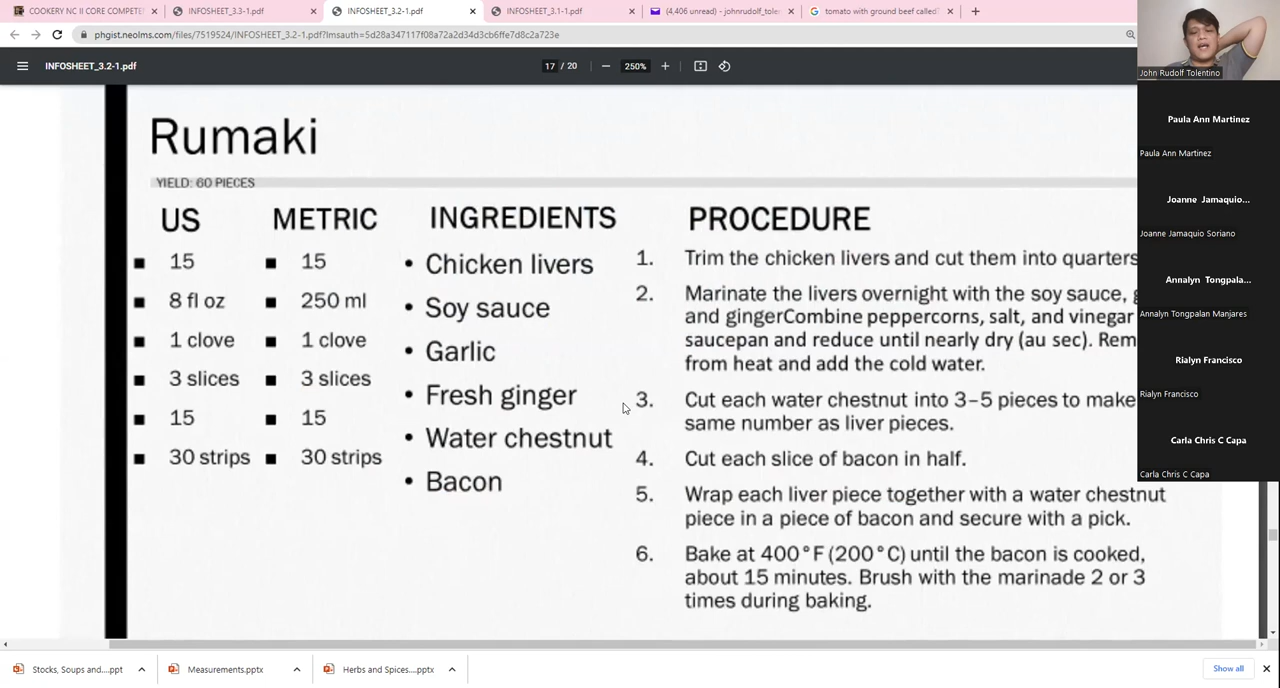 COOKERY NC II CORE COMPETE
INFOSHEET_3.3-1.pdf
INFOSHEET_3.2-1.pdf
INFOSHEET_3.1-1.pdf
(4,406 unread) - johnrudolf_toler
tomato with ground beef called?
phgist.neolms.com/files/7519524/INFOSHEET_3.2-1.pdf?lmsauth=5d28a347117f08a72a2d34d3cb6ffe7d8c2a723e
INFOSHEET_3.2-1.pdf
17 / 20
250%
John Rudolf Tolentino
Paula Ann Martinez
Paula Ann Martinez
Joanne Jamaquio...
Joanne Jamaquio Soriano
Annalyn Tongpala...
Annalyn Tongpalan Manjares
Rialyn Francisco
Rialyn Francisco
Carla Chris C Capa
Carla Chris C Capa
Rumaki
YIELD: 60 PIECES
US METRIC INGREDIENTS
15 15 Chicken livers
8 fl oz 250 ml Soy sauce
1 clove 1 clove Garlic
3 slices 3 slices Fresh ginger
15 15 Water chestnut
30 strips 30 strips Bacon
PROCEDURE
1. Trim the chicken livers and cut them into quarters
2. Marinate the livers overnight with the soy sauce, g
and gingerCombine peppercorns, salt, and vinegar
saucepan and reduce until nearly dry (au sec). Rem
from heat and add the cold water.
3. Cut each water chestnut into 3–5 pieces to make
same number as liver pieces.
4. Cut each slice of bacon in half.
5. Wrap each liver piece together with a water chestnut
piece in a piece of bacon and secure with a pick.
6. Bake at 400°F (200°C) until the bacon is cooked,
about 15 minutes. Brush with the marinade 2 or 3
times during baking.
Stocks, Soups and....ppt
Measurements.pptx
Herbs and Spices....pptx
Show all